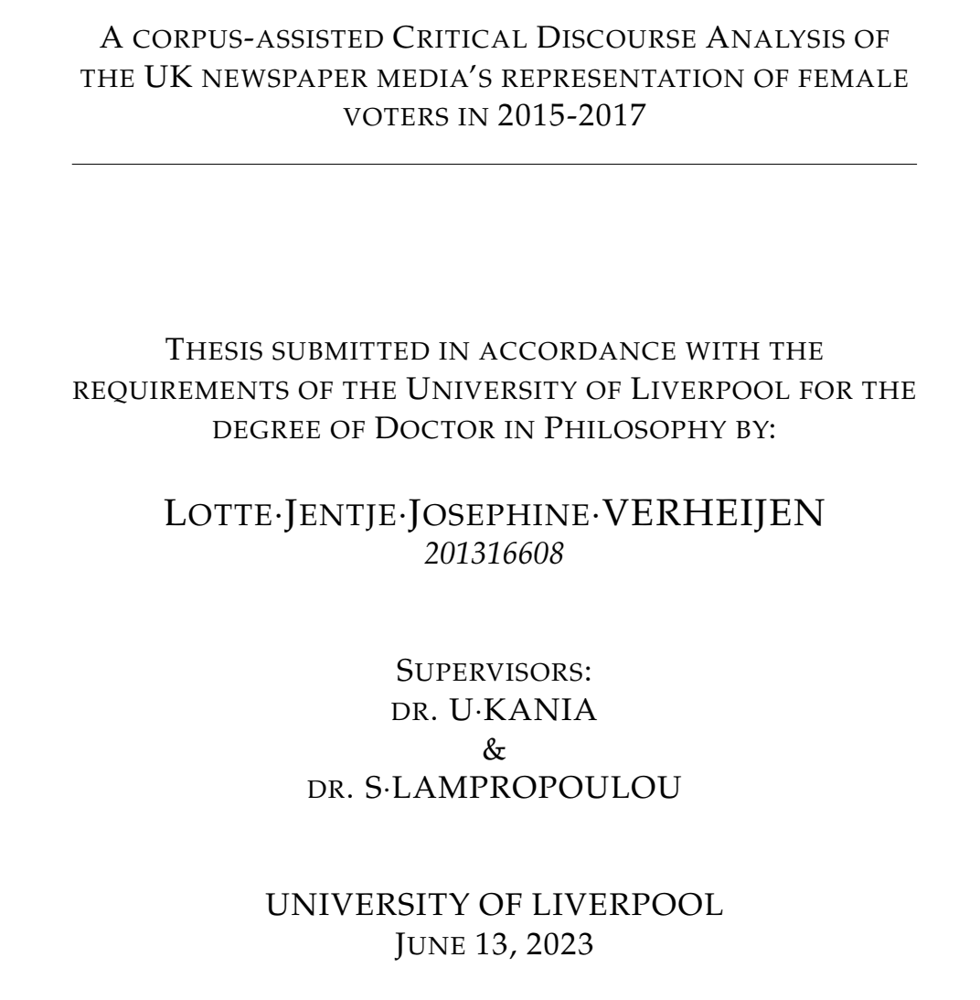 A corpus-assisted Critical Discourse Analysis of
the UK newspaper media's representation of female
voters in 2015-2017
Thesis submitted in accordance with the
requirements of the University of Liverpool for the
degree of Doctor in Philosophy by:
Lotte·Jentje·Josephine·VERHEIJEN
201316608
Supervisors:
dr. U·KANIA
&
dr. S·LAMPROPOULOU
UNIVERSITY OF LIVERPOOL
June 13, 2023